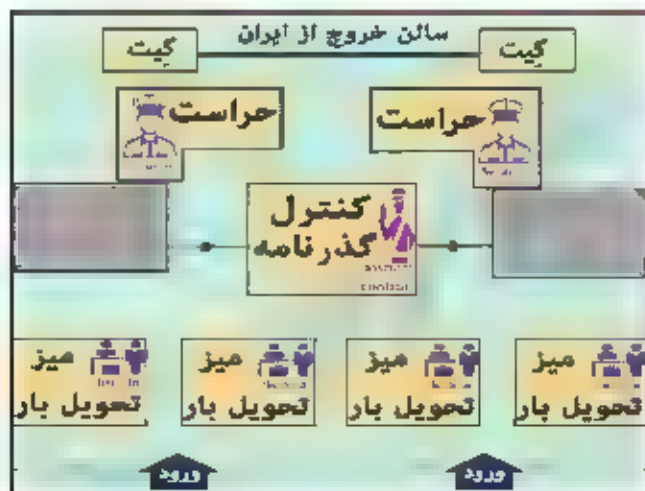 سالن خروج از ایران
گیت
گیت
حراست
حراست
کنترل
گذرنامه
میز
تحویل بار
میز
تحویل بار
میز
تحویل بار
میز
تحویل بار
ورود
ورود